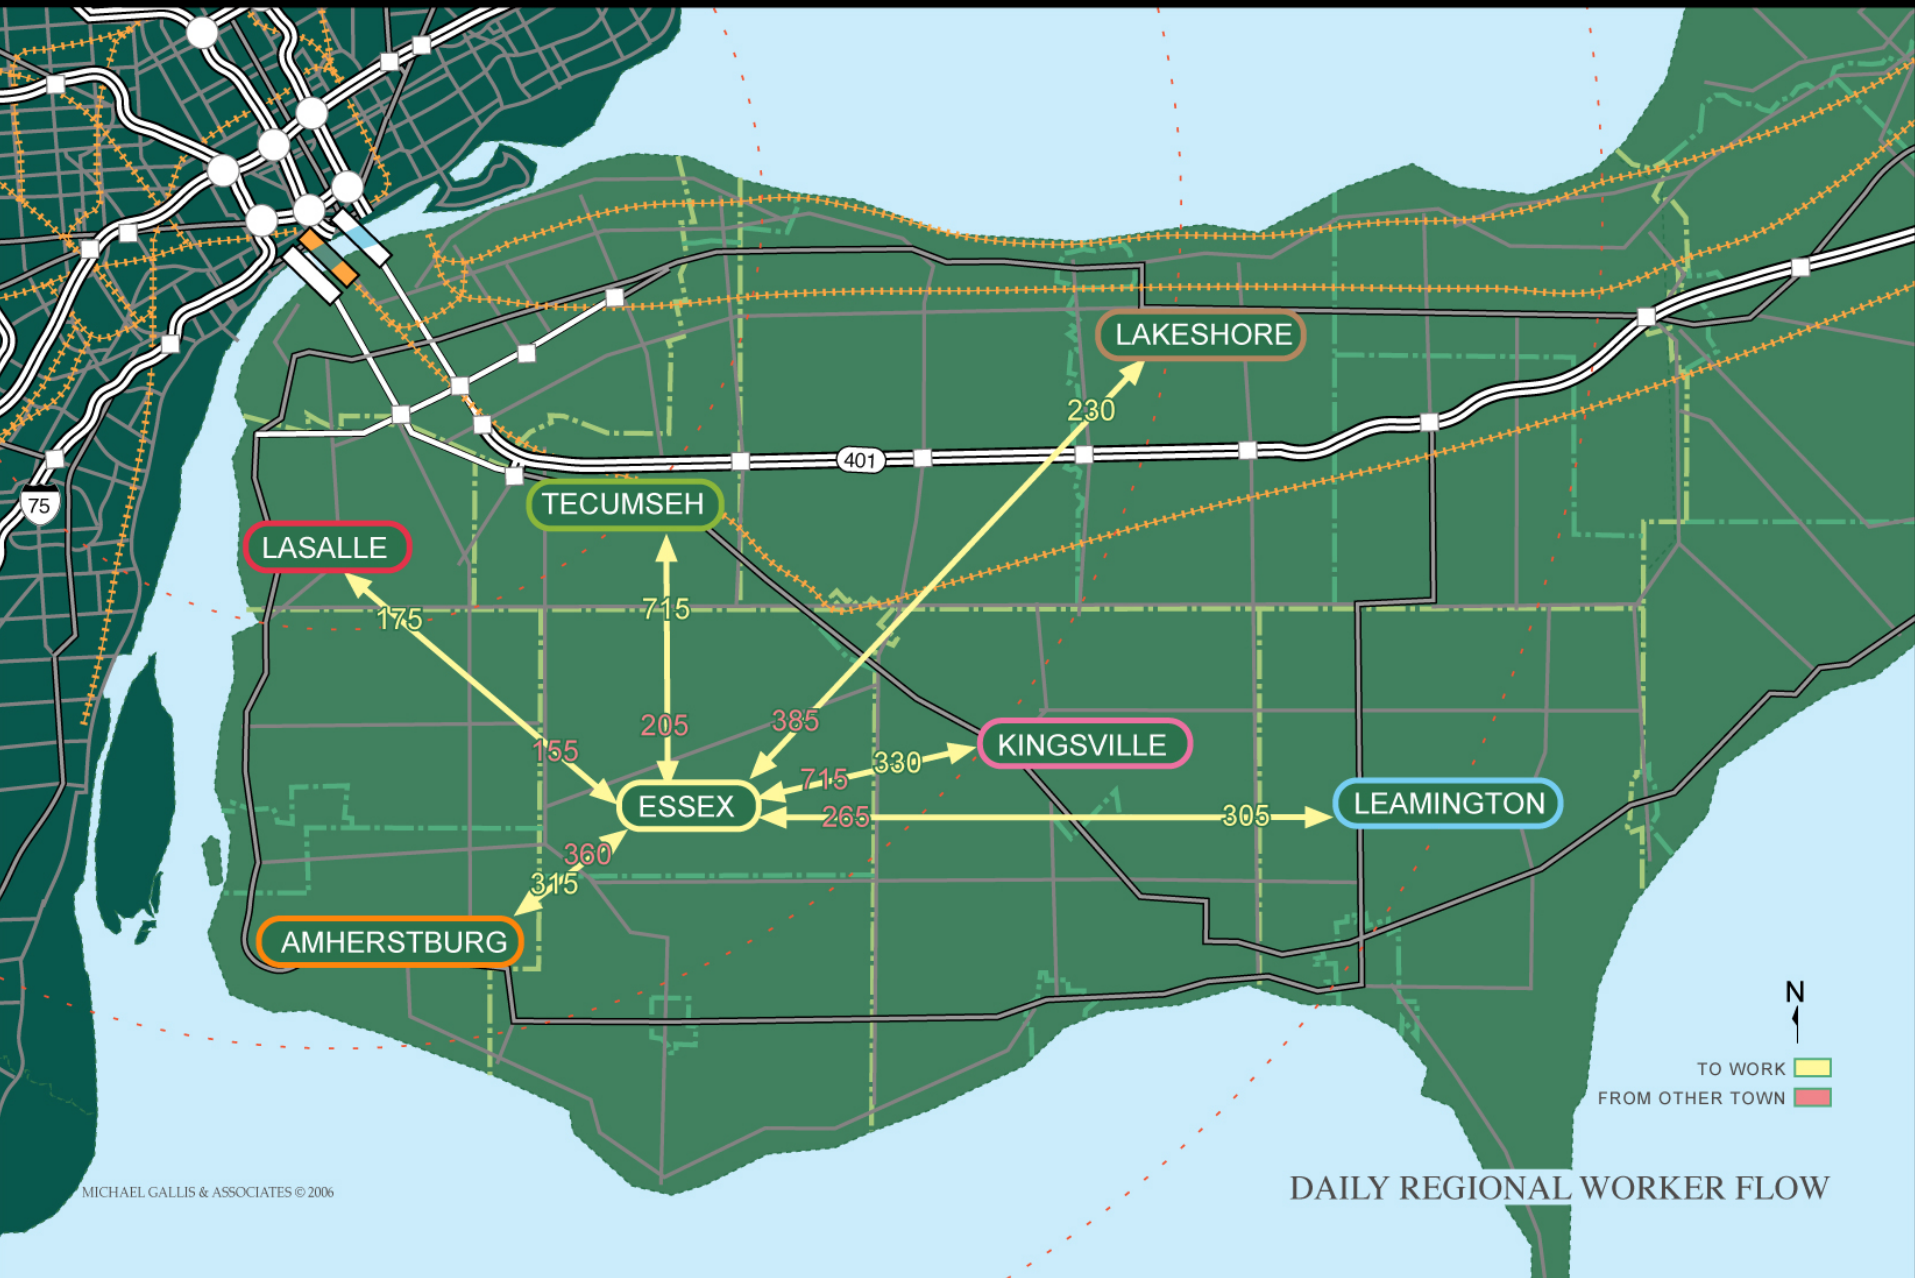 LAKESHORE
230
401
TECUMSEH
75
LASALLE
175
715
205
385
155
KINGSVILLE
330
715
ESSEX
LEAMINGTON
265
305
360
315
AMHERSTBURG
N
TO WORK
FROM OTHER TOWN
MICHAEL GALLIS & ASSOCIATES © 2006
DAILY REGIONAL WORKER FLOW